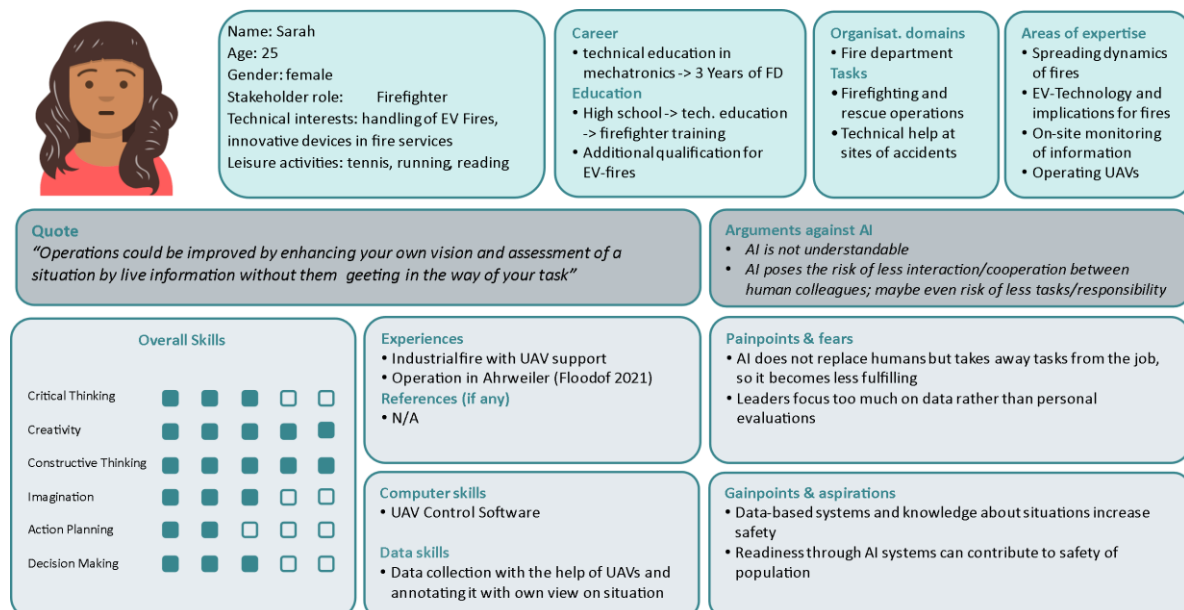 Name: Sarah
Age: 25
Gender: female
Stakeholder role: Firefighter
Technical interests: handling of EV Fires,
innovative devices in fire services
Leisure activities: tennis, running, reading
Career
• technical education in
mechatronics -> 3 Years of FD
Education
• High school -> tech. education
-> firefighter training
• Additional qualification for
EV-fires
Organisat. domains
• Fire department
Tasks
• Firefighting and
rescue operations
• Technical help at
sites of accidents
Areas of expertise
• Spreading dynamics
of fires
• EV-Technology and
implications for fires
• On-site monitoring
of information
• Operating UAVs
Quote
“Operations could be improved by enhancing your own vision and assessment of a
situation by live information without them geeting in the way of your task”
Arguments against AI
• AI is not understandable
• AI poses the risk of less interaction/cooperation between
human colleagues; maybe even risk of less tasks/responsibility
Overall Skills
Critical Thinking
Creativity
Constructive Thinking
Imagination
Action Planning
Decision Making
Experiences
• Industrialfire with UAV support
• Operation in Ahrweiler (Floodof 2021)
References (if any)
• N/A
Painpoints & fears
• AI does not replace humans but takes away tasks from the job,
so it becomes less fulfilling
• Leaders focus too much on data rather than personal
evaluations
Computer skills
• UAV Control Software
Data skills
• Data collection with the help of UAVs and
annotating it with own view on situation
Gainpoints & aspirations
• Data-based systems and knowledge about situations increase
safety
• Readiness through AI systems can contribute to safety of
population